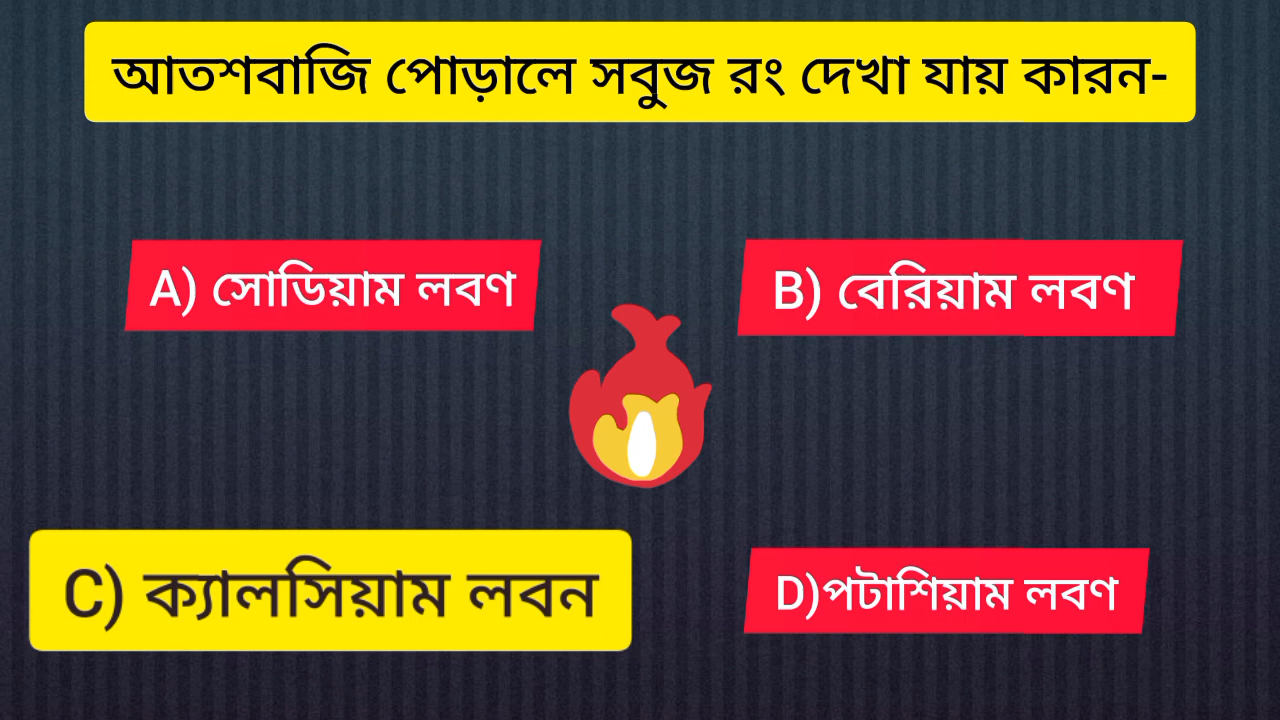 আতশবাজি পোড়ালে সবুজ রং দেখা যায় কারন-
A) সোডিয়াম লবণ
B) বেরিয়াম লবণ
C) ক্যালসিয়াম লবন
D)পটাশিয়াম লবণ